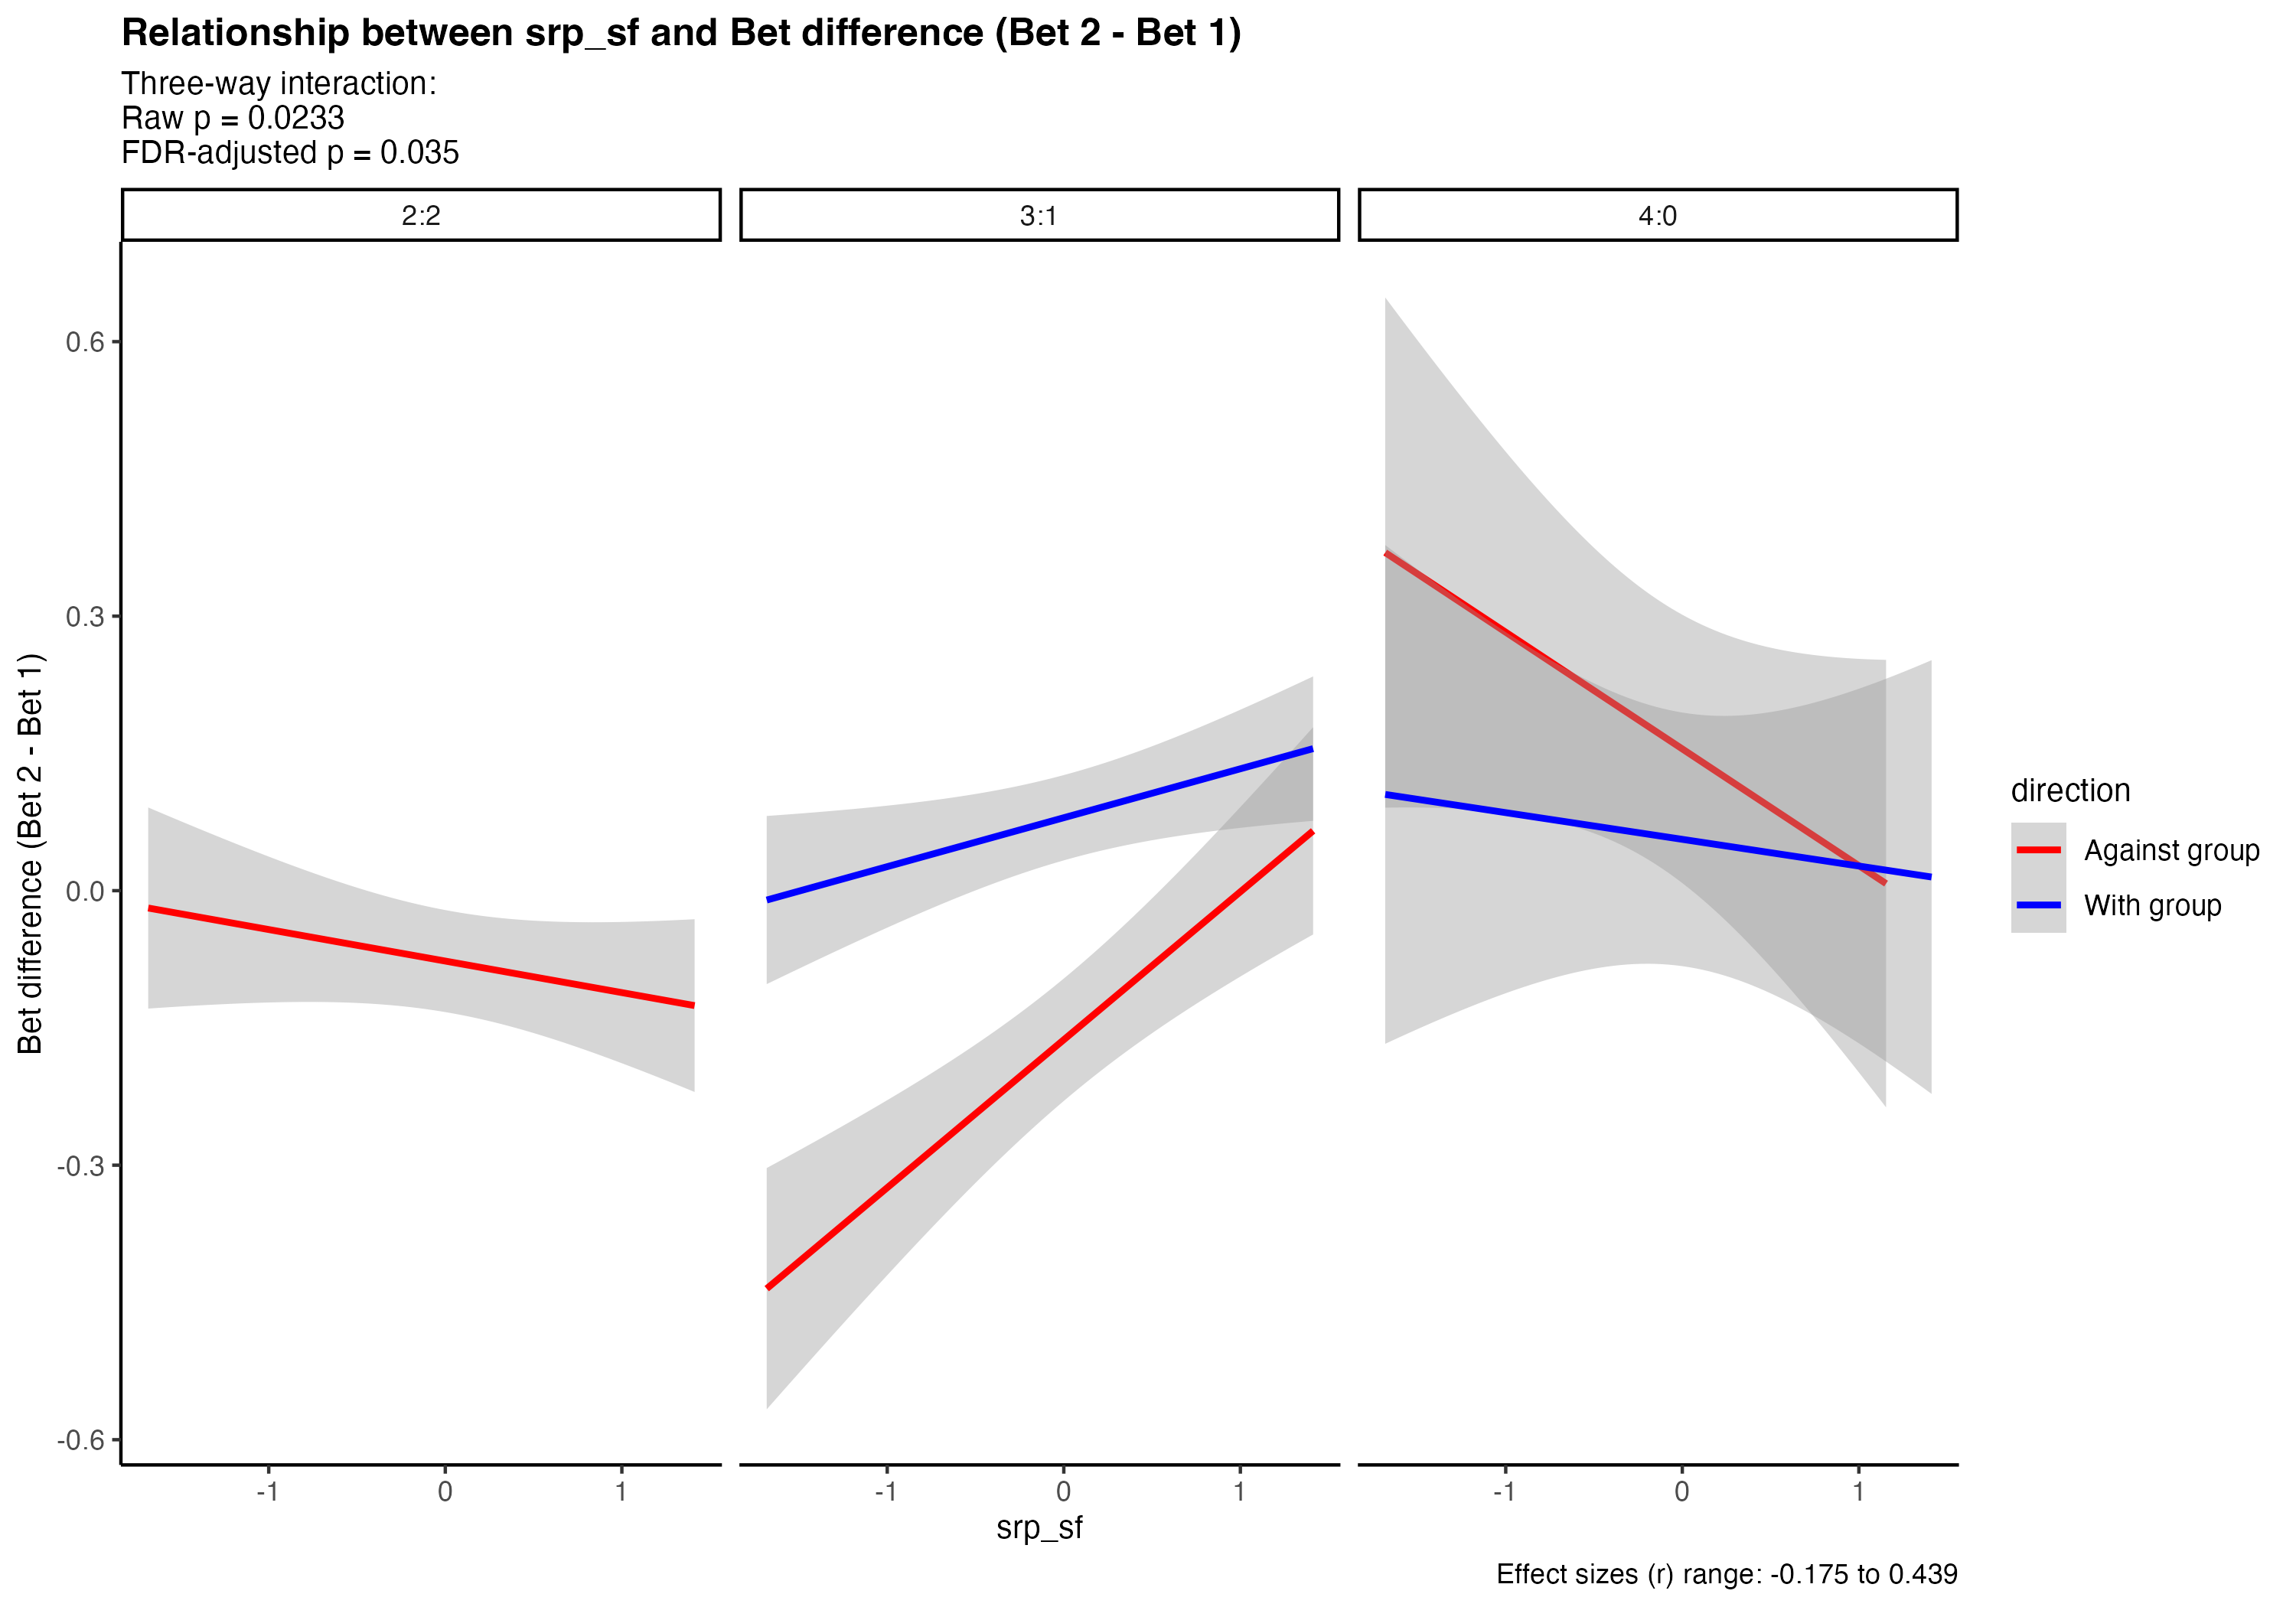 Relationship between srp_sf and Bet difference (Bet 2 - Bet 1)
Three-way interaction:
Raw p = 0.0233
FDR-adjusted p = 0.035
2:2
3:1
4:0
Bet difference (Bet 2 - Bet 1)
0.6
0.3
0.0
-0.3
-0.6
-1 0 1
-1 0 1
-1 0 1
srp_sf
direction
Against group
With group
Effect sizes (r) range: -0.175 to 0.439